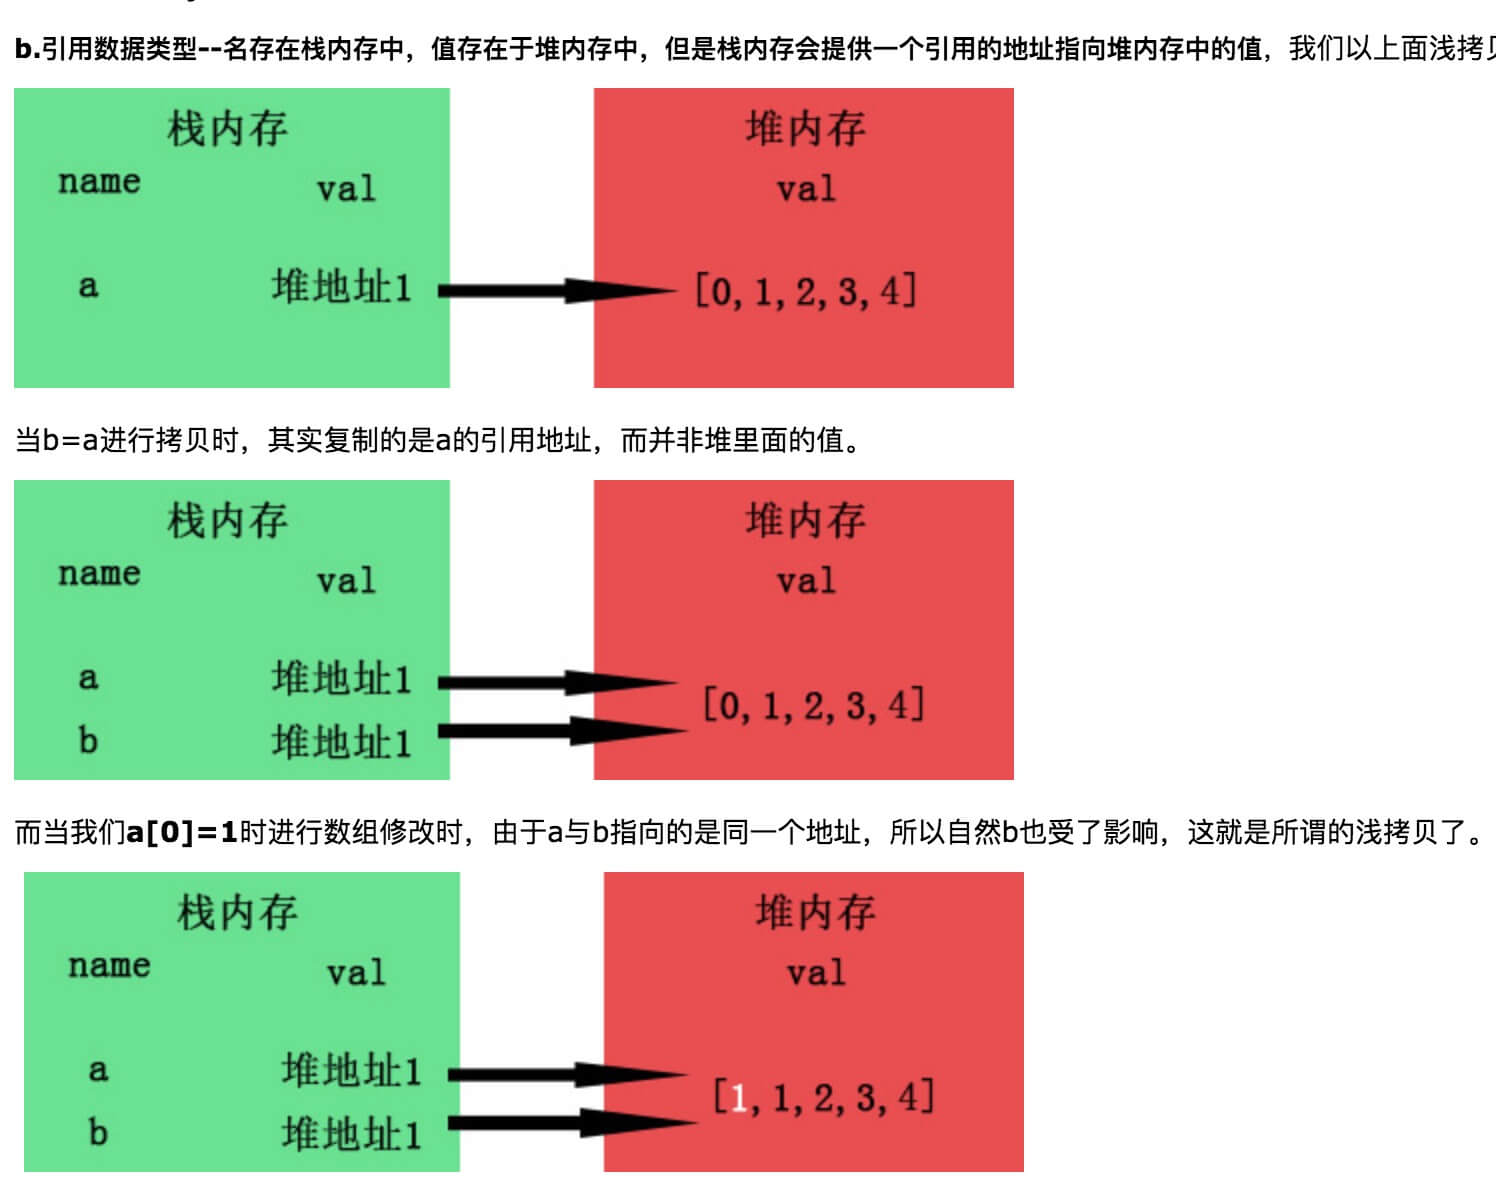 b.引用数据类型--名存在栈内存中，值存在于堆内存中，但是栈内存会提供一个引用的地址指向堆内存中的值，我们以上面浅拷
栈内存 堆内存
name val val
a 堆地址1 [0,1,2,3,4]
当b=a进行拷贝时，其实复制的是a的引用地址，而并非堆里面的值。
栈内存 堆内存
name val val
a 堆地址1
[0,1,2,3,4]
b 堆地址1
而当我们a[0]=1时进行数组修改时，由于a与b指向的是同一个地址，所以自然b也受了影响，这就是所谓的浅拷贝了。
栈内存 堆内存
name val val
a 堆地址1
[1,1,2,3,4]
b 堆地址1